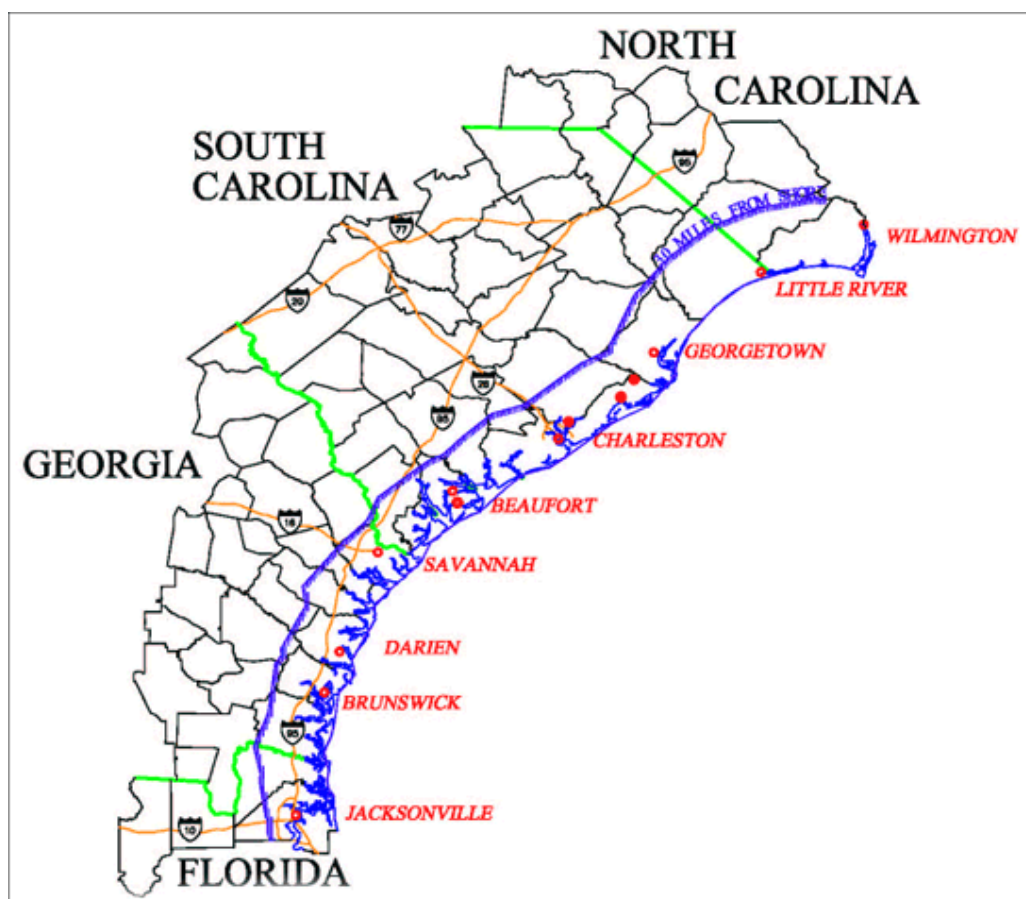 NORTH
CAROLINA
SOUTH
CAROLINA
95
77
MILES FROM SHORE
WILMINGTON
LITTLE RIVER
20
GEORGETOWN
26
95
CHARLESTON
GEORGIA
BEAUFORT
16
SAVANNAH
DARIEN
BRUNSWICK
95
JACKSONVILLE
10
FLORIDA